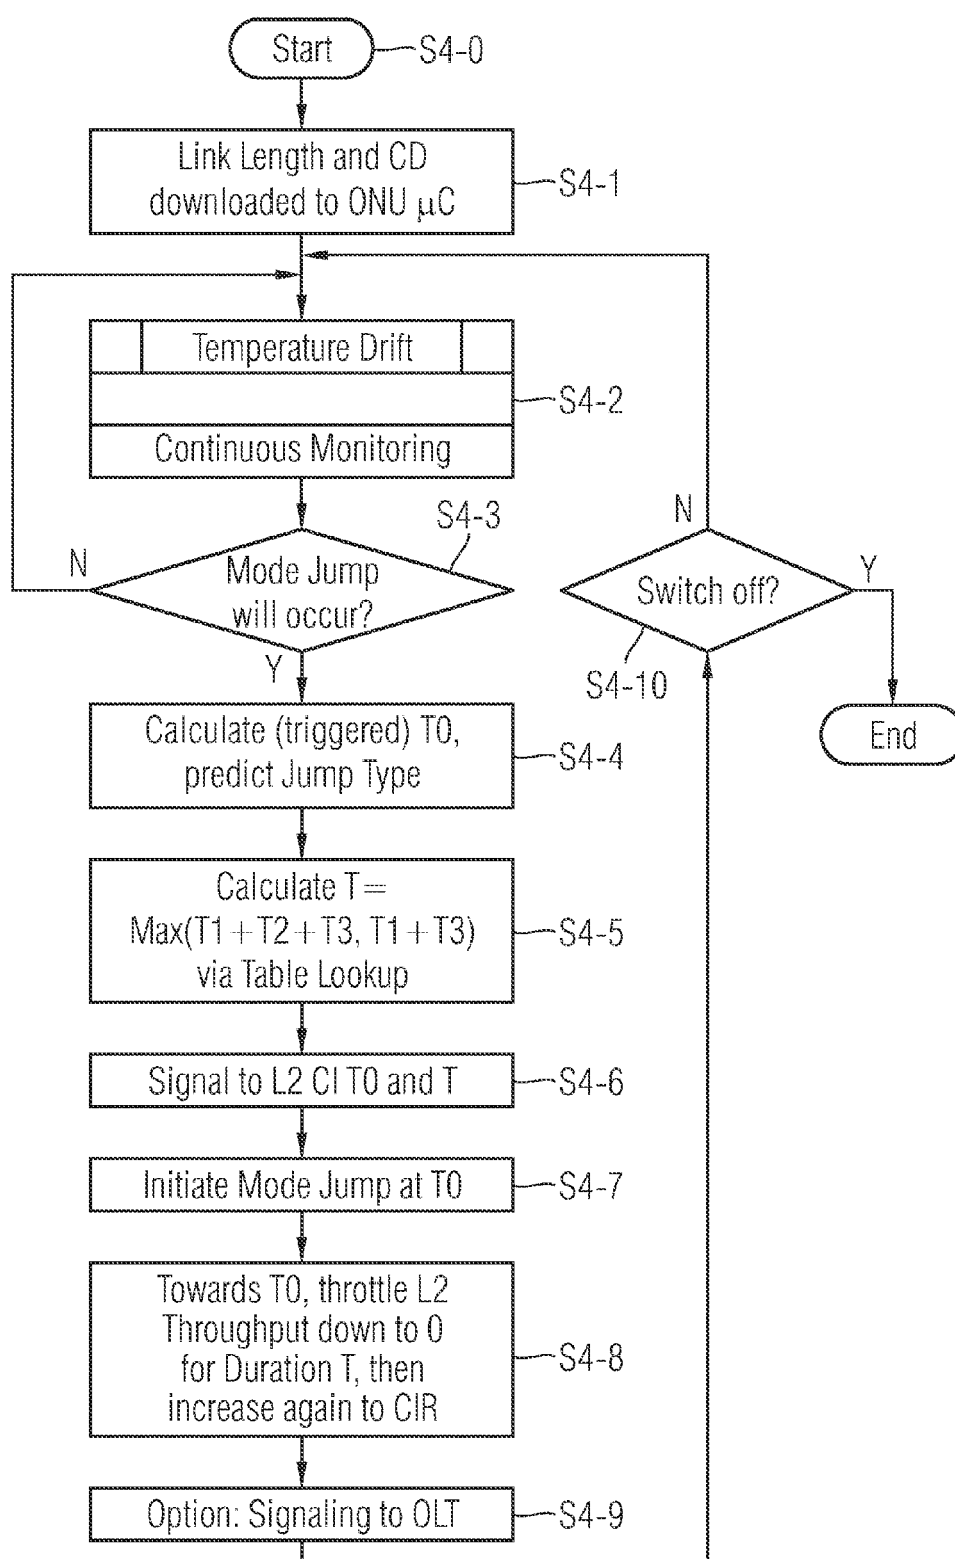 Start
S4-0
Link Length and CD
downloaded to ONU µC
S4-1
Temperature Drift
S4-2
Continuous Monitoring
S4-3
N
Mode Jump
will occur?
Y
N
Switch off?
Y
S4-10
End
Calculate (triggered) T0,
predict Jump Type
S4-4
Calculate T=
Max(T1+T2+T3, T1+T3)
via Table Lookup
S4-5
Signal to L2 CI T0 and T
S4-6
Initiate Mode Jump at T0
S4-7
Towards T0, throttle L2
Throughput down to 0
for Duration T, then
increase again to CIR
S4-8
Option: Signaling to OLT
S4-9